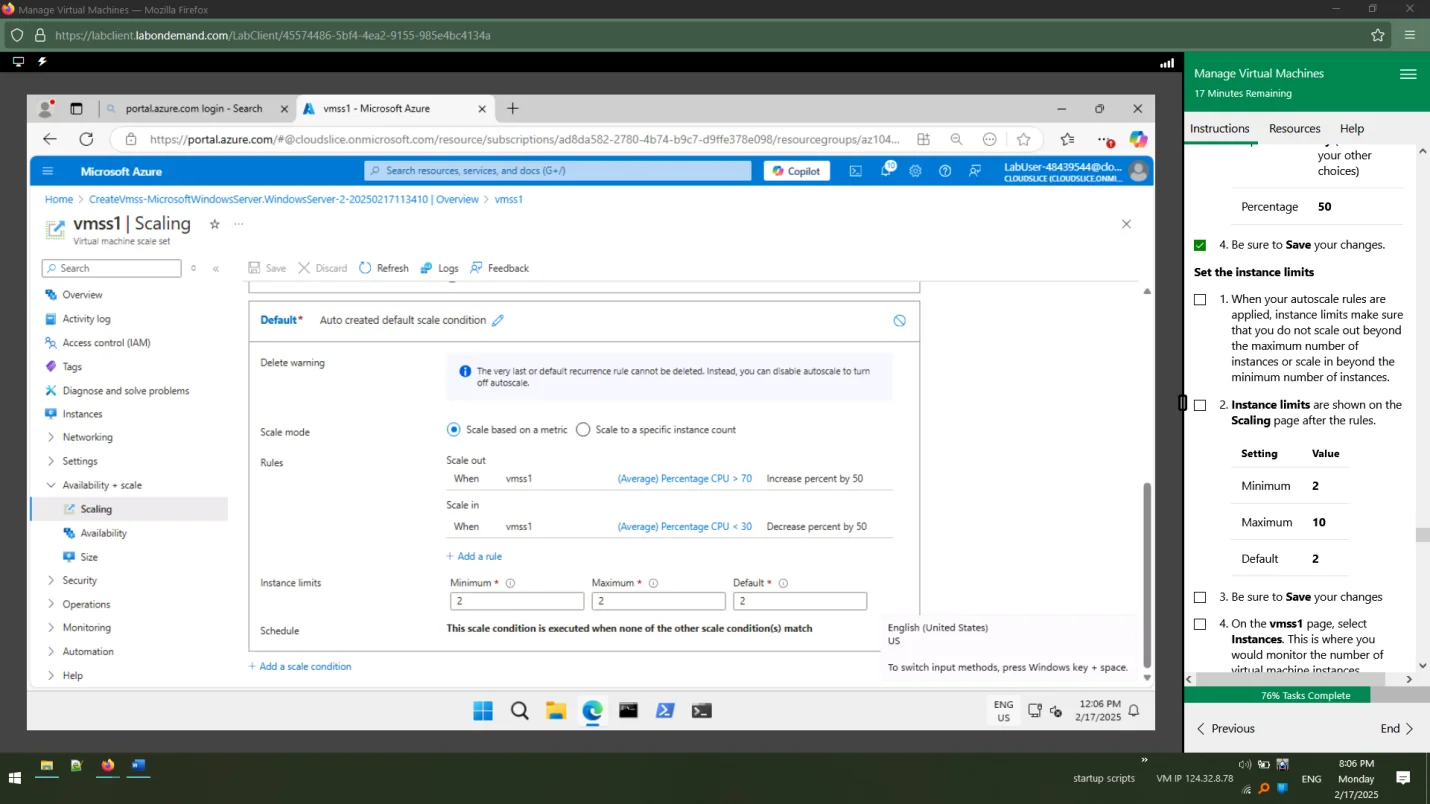 Manage Virtual Machines — Mozilla Firefox
https://labclient.labondemand.com/LabClient/45574486-5bf4-4ea2-9155-985e4bc4134a
portal.azure.com login - Search
vmss1 - Microsoft Azure
https://portal.azure.com/#@cloudslice.onmicrosoft.com/resource/subscriptions/ad8da582-2780-4b74-b9c7-d9ffe378e098/resourcegroups/az104...
Microsoft Azure
Search resources, services, and docs (G+/)
Copilot
10
LabUser-48439544@clo...
CLOUDSLICE (CLOUDSLICE.ONMI...
Home > CreateVmss-MicrosoftWindowsServer.WindowsServer-2-20250217113410 | Overview > vmss1
vmss1 | Scaling
Virtual machine scale set
Search
Save
Discard
Refresh
Logs
Feedback
Overview
Activity log
Access control (IAM)
Tags
Diagnose and solve problems
Instances
Networking
Settings
Availability + scale
Scaling
Availability
Size
Security
Operations
Monitoring
Automation
Help
Default*
Auto created default scale condition
Delete warning
The very last or default recurrence rule cannot be deleted. Instead, you can disable autoscale to turn
off autoscale.
Scale mode
Scale based on a metric
Scale to a specific instance count
Rules
Scale out
When vmss1 (Average) Percentage CPU > 70 Increase percent by 50
Scale in
When vmss1 (Average) Percentage CPU < 30 Decrease percent by 50
+ Add a rule
Instance limits
Minimum * Maximum * Default *
2 2 2
Schedule
This scale condition is executed when none of the other scale condition(s) match
+ Add a scale condition
English (United States)
US
To switch input methods, press Windows key + space.
ENG
US
12:06 PM
2/17/2025
Manage Virtual Machines
17 Minutes Remaining
Instructions Resources Help
your other
choices)
Percentage 50
4. Be sure to Save your changes.
Set the instance limits
1. When your autoscale rules are
applied, instance limits make sure
that you do not scale out beyond
the maximum number of
instances or scale in beyond the
minimum number of instances.
2. Instance limits are shown on the
Scaling page after the rules.
Setting Value
Minimum 2
Maximum 10
Default 2
3. Be sure to Save your changes
4. On the vmss1 page, select
Instances. This is where you
would monitor the number of
virtual machine instances
76% Tasks Complete
Previous
End
startup scripts
VM IP 124.32.8.78
ENG
8:06 PM
Monday
2/17/2025